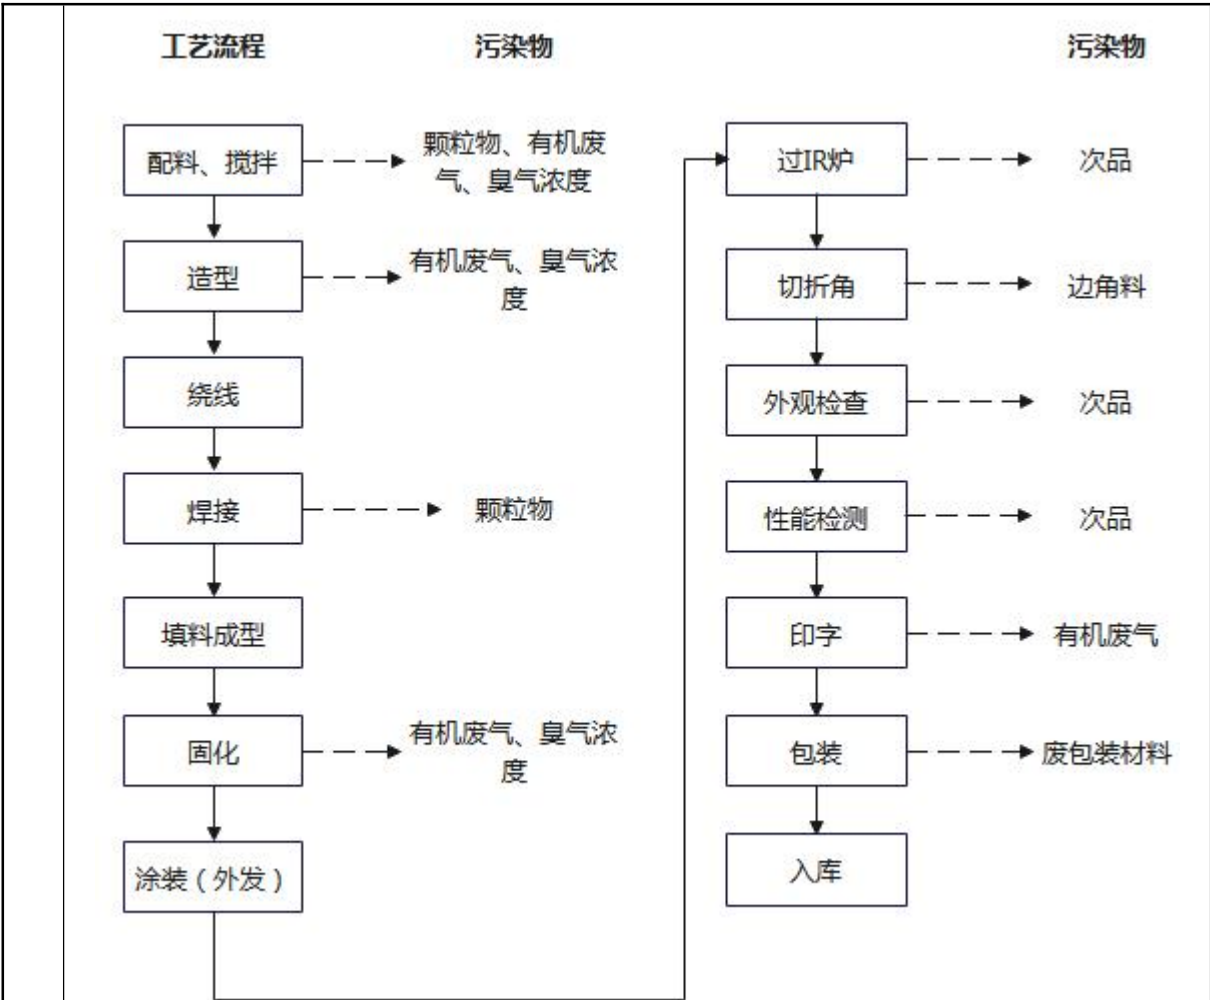 工艺流程
污染物
配料、搅拌
颗粒物、有机废
气、臭气浓度
造型
有机废气、臭气浓
度
绕线
焊接
颗粒物
填料成型
固化
有机废气、臭气浓
度
涂装（外发）
污染物
过IR炉
次品
切折角
边角料
外观检查
次品
性能检测
次品
印字
有机废气
包装
废包装材料
入库